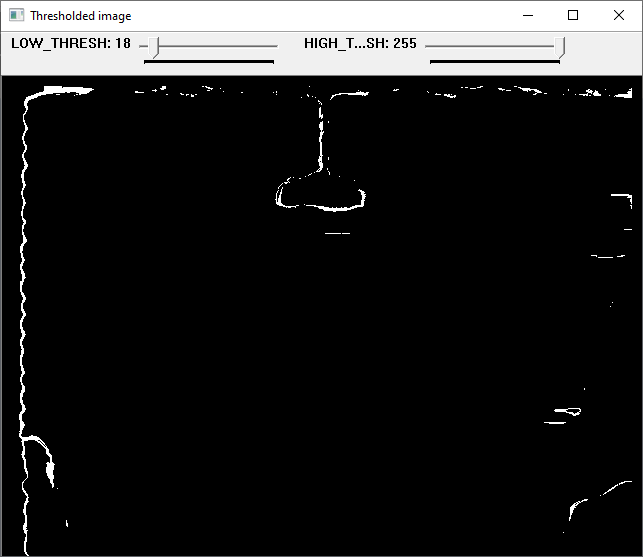 Thresholded image
LOW_THRESH: 18
HIGH_T...SH: 255